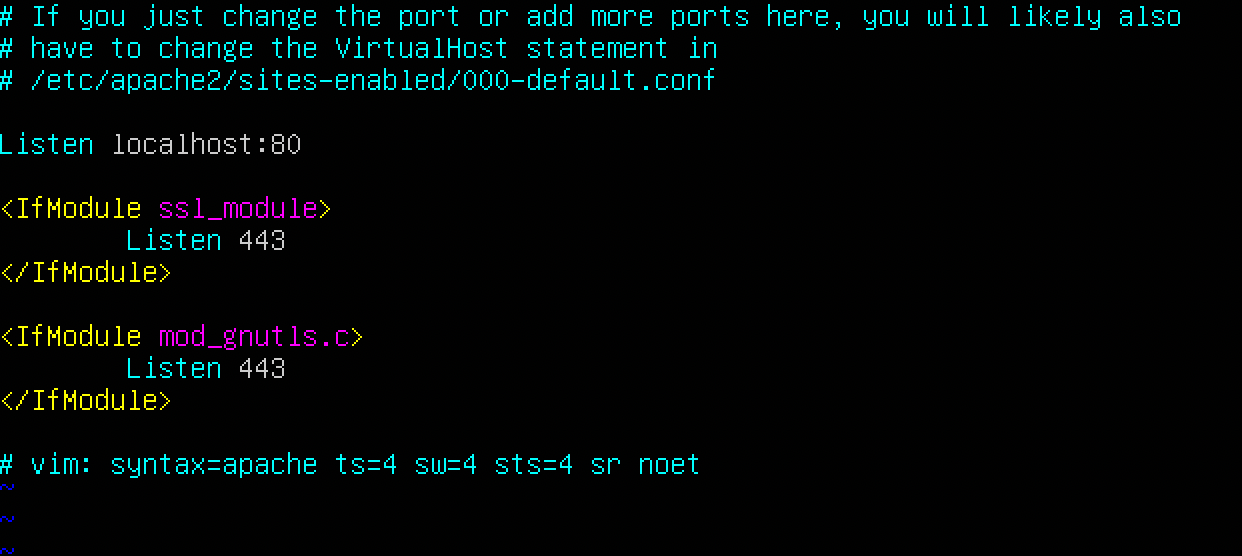 # If you just change the port or add more ports here, you will likely also
# have to change the VirtualHost statement in
# /etc/apache2/sites-enabled/000-default.conf
Listen localhost:80
<IfModule ssl_module>
Listen 443
</IfModule>
<IfModule mod_gnutls.c>
Listen 443
</IfModule>
# vim: syntax=apache ts=4 sw=4 sts=4 sr noet
~
~
~